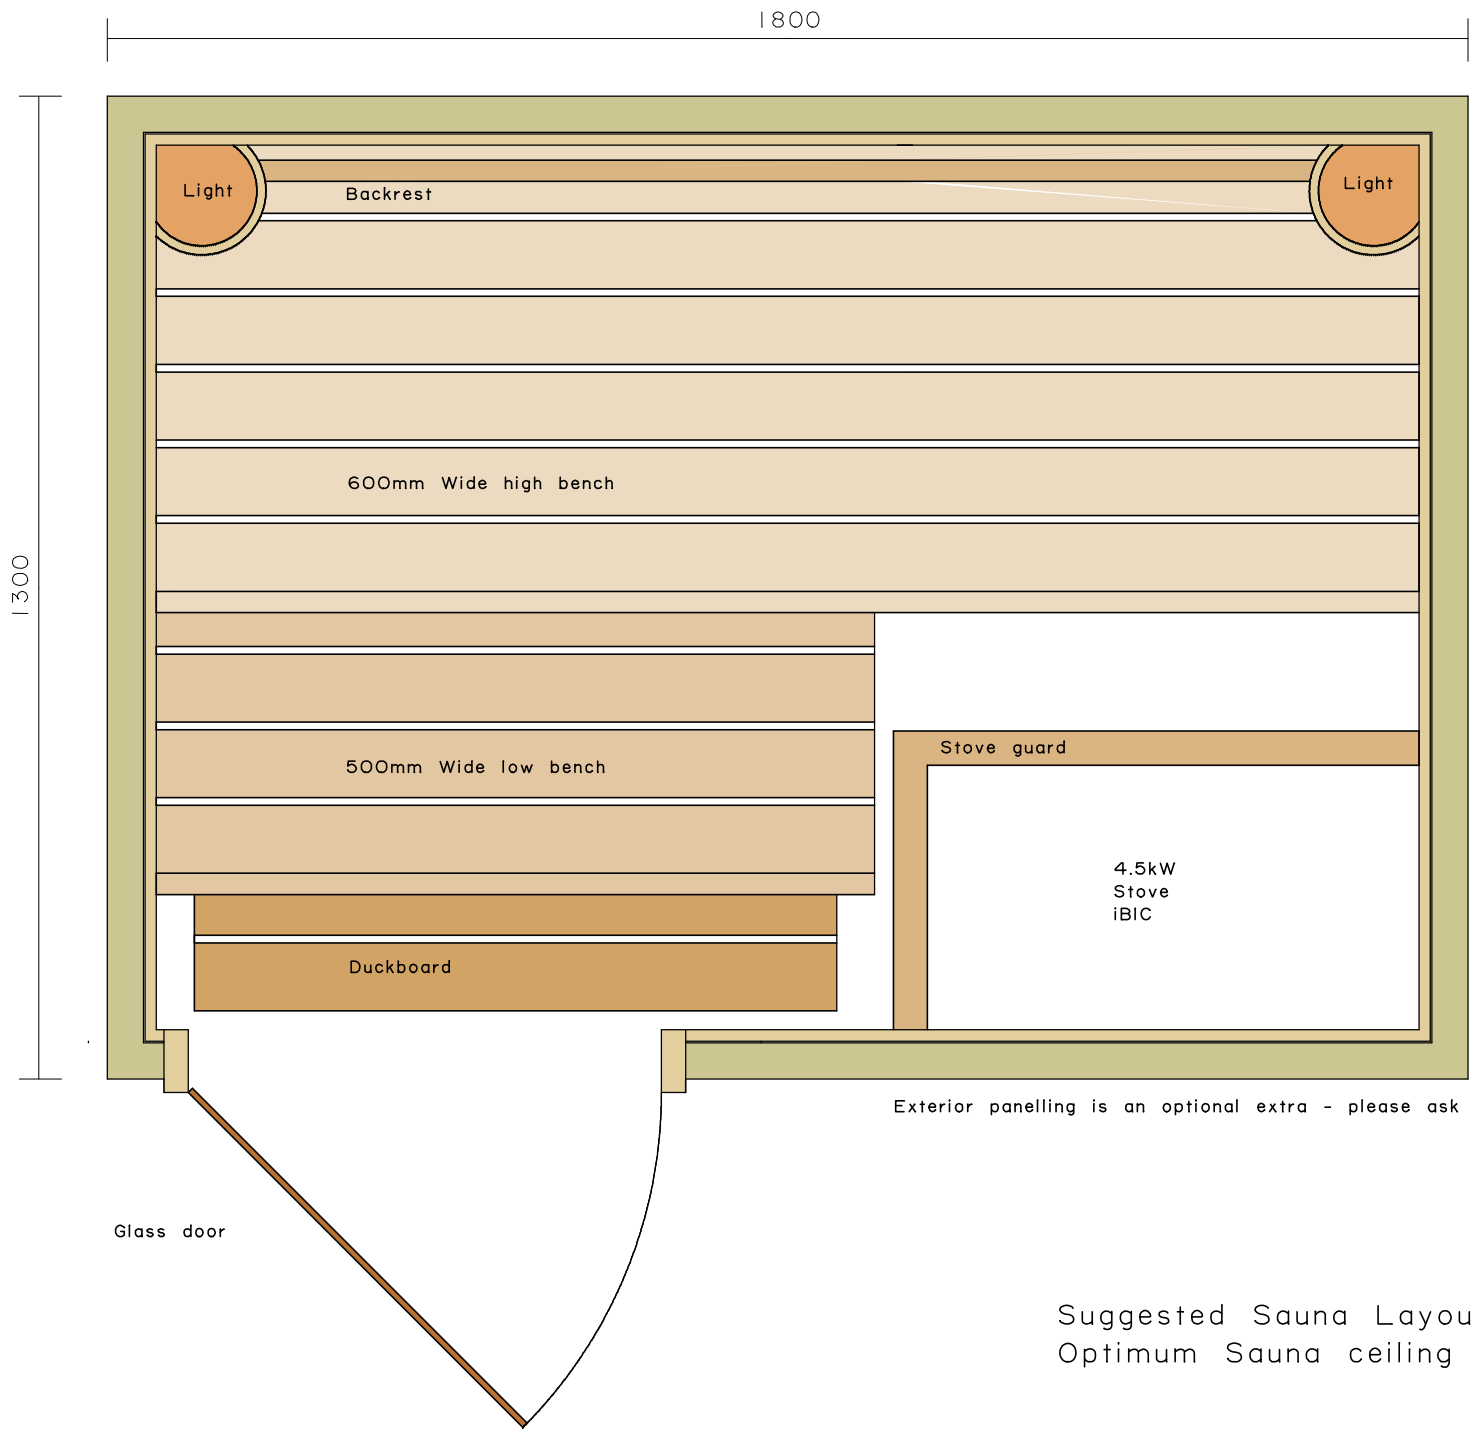 1800
1300
Light
Light
Backrest
600mm Wide high bench
500mm Wide low bench
Stove guard
4.5kW
Stove
iBIC
Duckboard
Exterior panelling is an optional extra - please ask
Glass door
Suggested Sauna Layou
Optimum Sauna ceiling